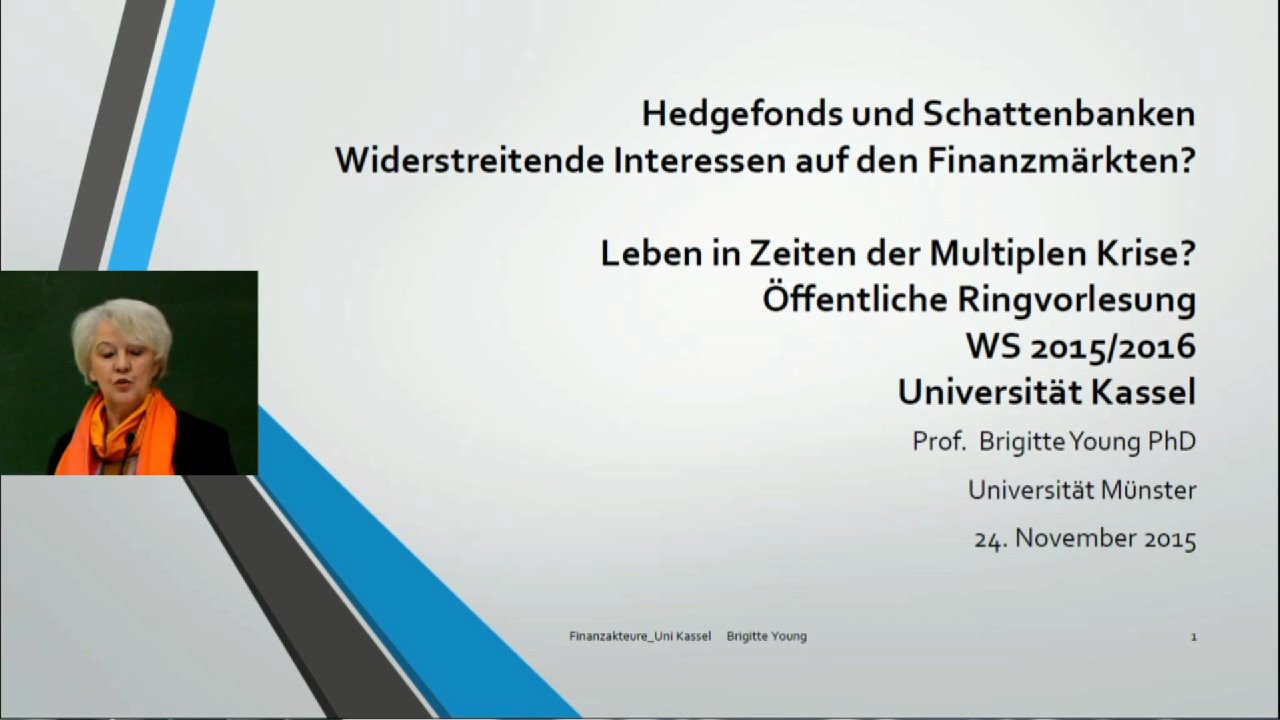 Hedgefonds und Schattenbanken
Widerstreitende Interessen auf den Finanzmärkten?
Leben in Zeiten der Multiplen Krise?
Öffentliche Ringvorlesung
WS 2015/2016
Universität Kassel
Prof. Brigitte Young PhD
Universität Münster
24. November 2015
Finanzakteure_Uni Kassel Brigitte Young 1